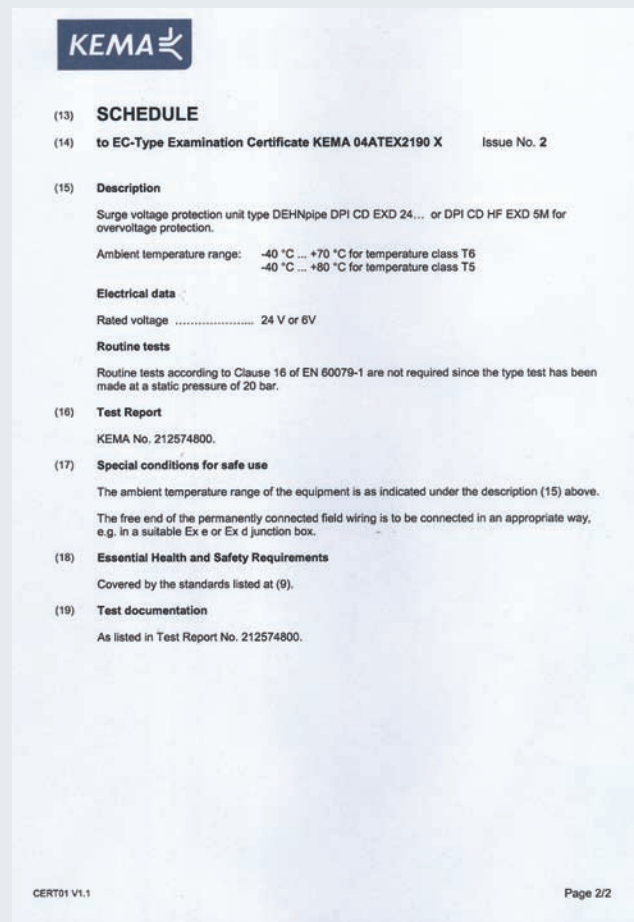 KEMA
(13) SCHEDULE
(14) to EC-Type Examination Certificate KEMA 04ATEX2190 X Issue No. 2
(15) Description
Surge voltage protection unit type DEHNpipe DPI CD EXD 24... or DPI CD HF EXD 5M for
overvoltage protection.
Ambient temperature range: -40 °C ... +70 °C for temperature class T6
-40 °C ... +80 °C for temperature class T5
Electrical data
Rated voltage ...................... 24 V or 6V
Routine tests
Routine tests according to Clause 16 of EN 60079-1 are not required since the type test has been
made at a static pressure of 20 bar.
(16) Test Report
KEMA No. 212574800.
(17) Special conditions for safe use
The ambient temperature range of the equipment is as indicated under the description (15) above.
The free end of the permanently connected field wiring is to be connected in an appropriate way,
e.g. in a suitable Ex e or Ex d junction box.
(18) Essential Health and Safety Requirements
Covered by the standards listed at (9).
(19) Test documentation
As listed in Test Report No. 212574800.
CERT01 V1.1
Page 2/2